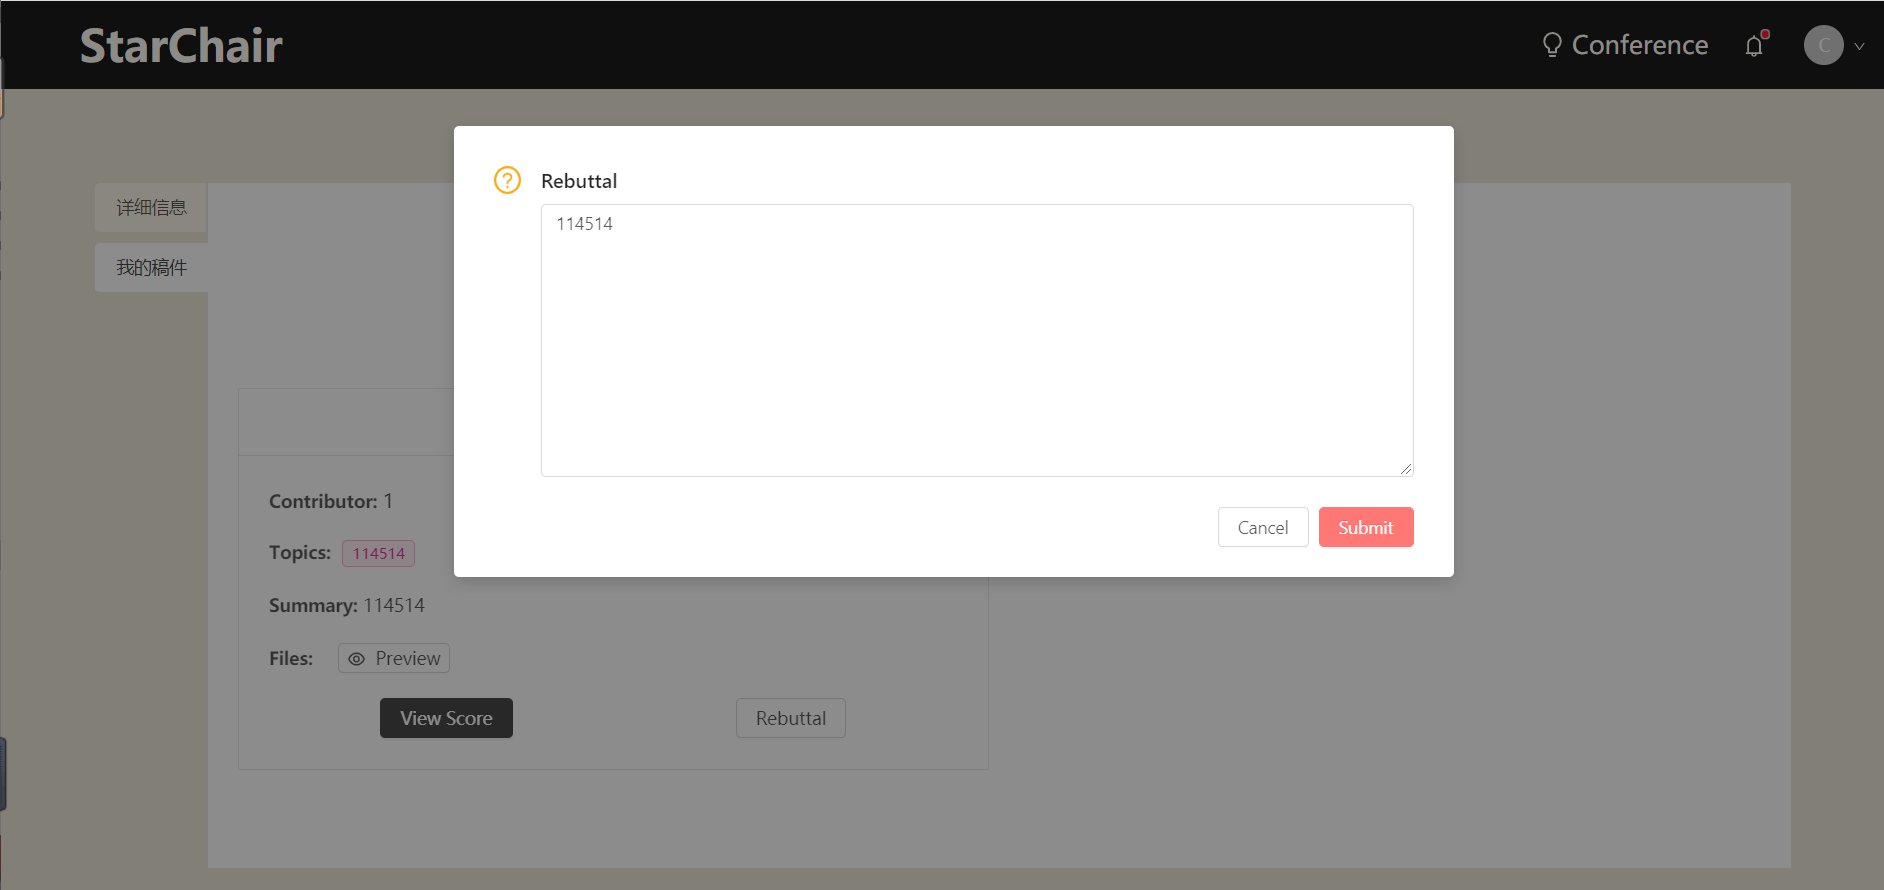 StarChair
Conference
C
详细信息
我的稿件
Rebuttal
114514
Cancel
Submit
Contributor: 1
Topics: 114514
Summary: 114514
Files: Preview
View Score
Rebuttal